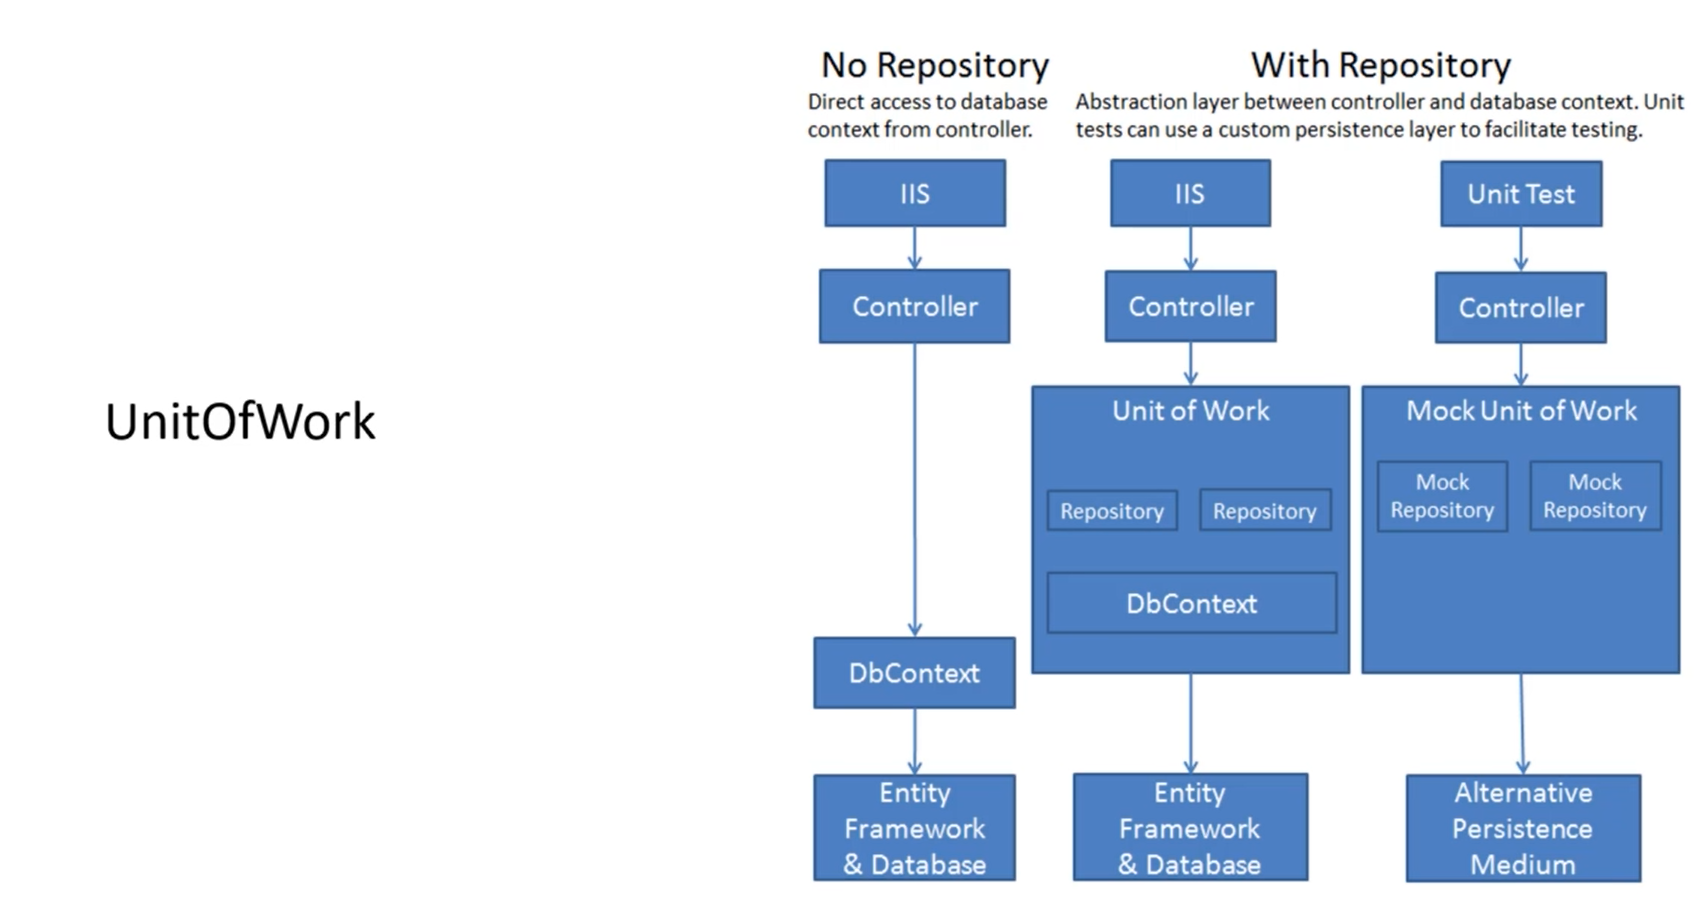 UnitOfWork
No Repository
Direct access to database
context from controller.
IIS
Controller
DbContext
Entity
Framework
& Database
With Repository
Abstraction layer between controller and database context. Unit
tests can use a custom persistence layer to facilitate testing.
IIS
Controller
Unit of Work
Repository
Repository
DbContext
Entity
Framework
& Database
Unit Test
Controller
Mock Unit of Work
Mock
Repository
Mock
Repository
Alternative
Persistence
Medium